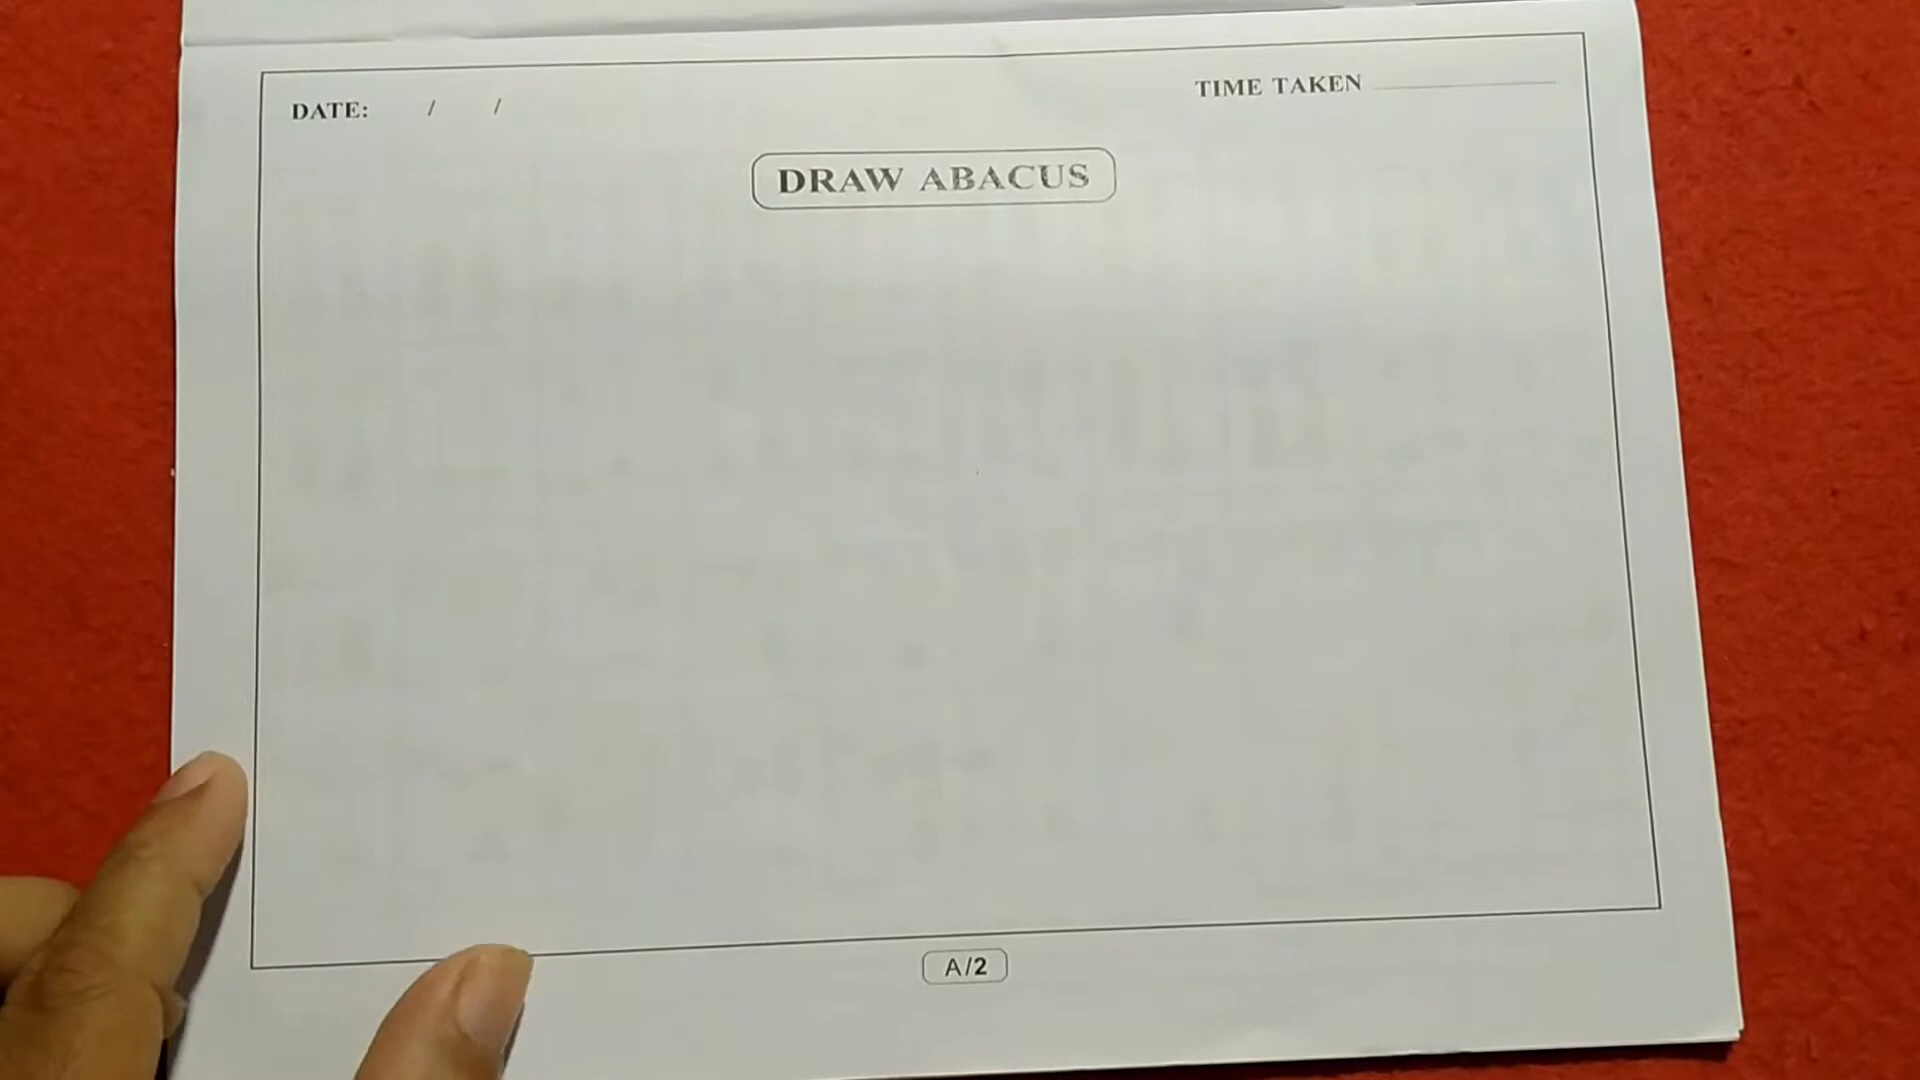 DATE: / /
TIME TAKEN
DRAW ABACUS
A/2